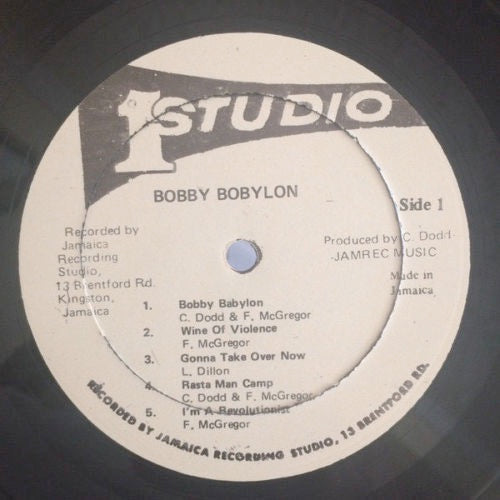 1 STUDIO
BOBBY BOBYLON
Side 1
Recorded by
Jamaica
Recording
Studio,
13 Brentford Rd.
Kingston,
Jamaica
Produced by C. Dodd
JAMREC MUSIC
Made in
Jamaica
1. Bobby Babylon
C. Dodd & F. McGregor
2. Wine Of Violence
F. McGregor
3. Gonna Take Over Now
L. Dillon
4. Rasta Man Camp
C. Dodd & F. McGregor
5. I'm A Revolutionist
F. McGregor
RECORDED BY JAMAICA RECORDING STUDIO, 13 BRENTFORD RD.